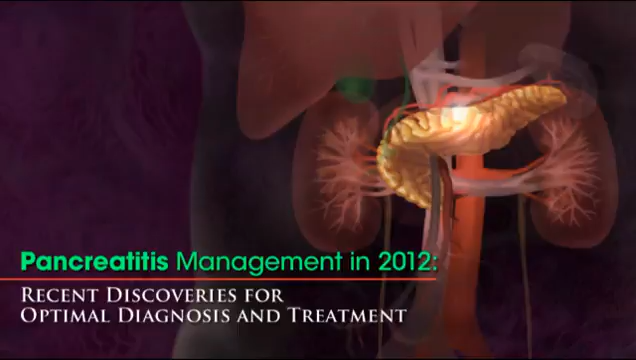 Pancreatitis Management in 2012:
RECENT DISCOVERIES FOR
OPTIMAL DIAGNOSIS AND TREATMENT